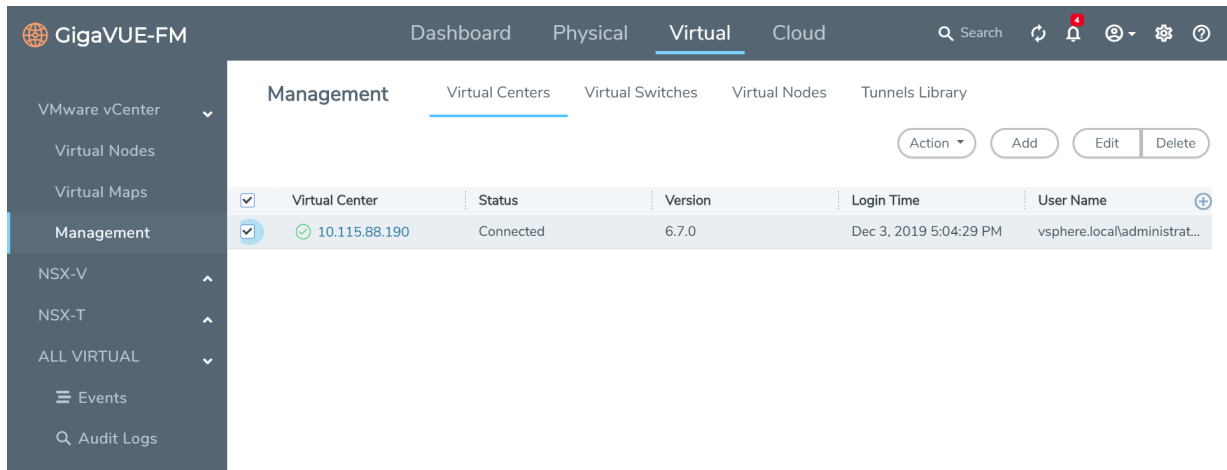 GigaVUE-FM
Dashboard Physical Virtual Cloud
Search
4
VMware vCenter
Virtual Nodes
Virtual Maps
Management
NSX-V
NSX-T
ALL VIRTUAL
Events
Audit Logs
Management Virtual Centers Virtual Switches Virtual Nodes Tunnels Library
Action Add Edit Delete
Virtual Center Status Version Login Time User Name
10.115.88.190 Connected 6.7.0 Dec 3, 2019 5:04:29 PM vsphere.local\administrat...